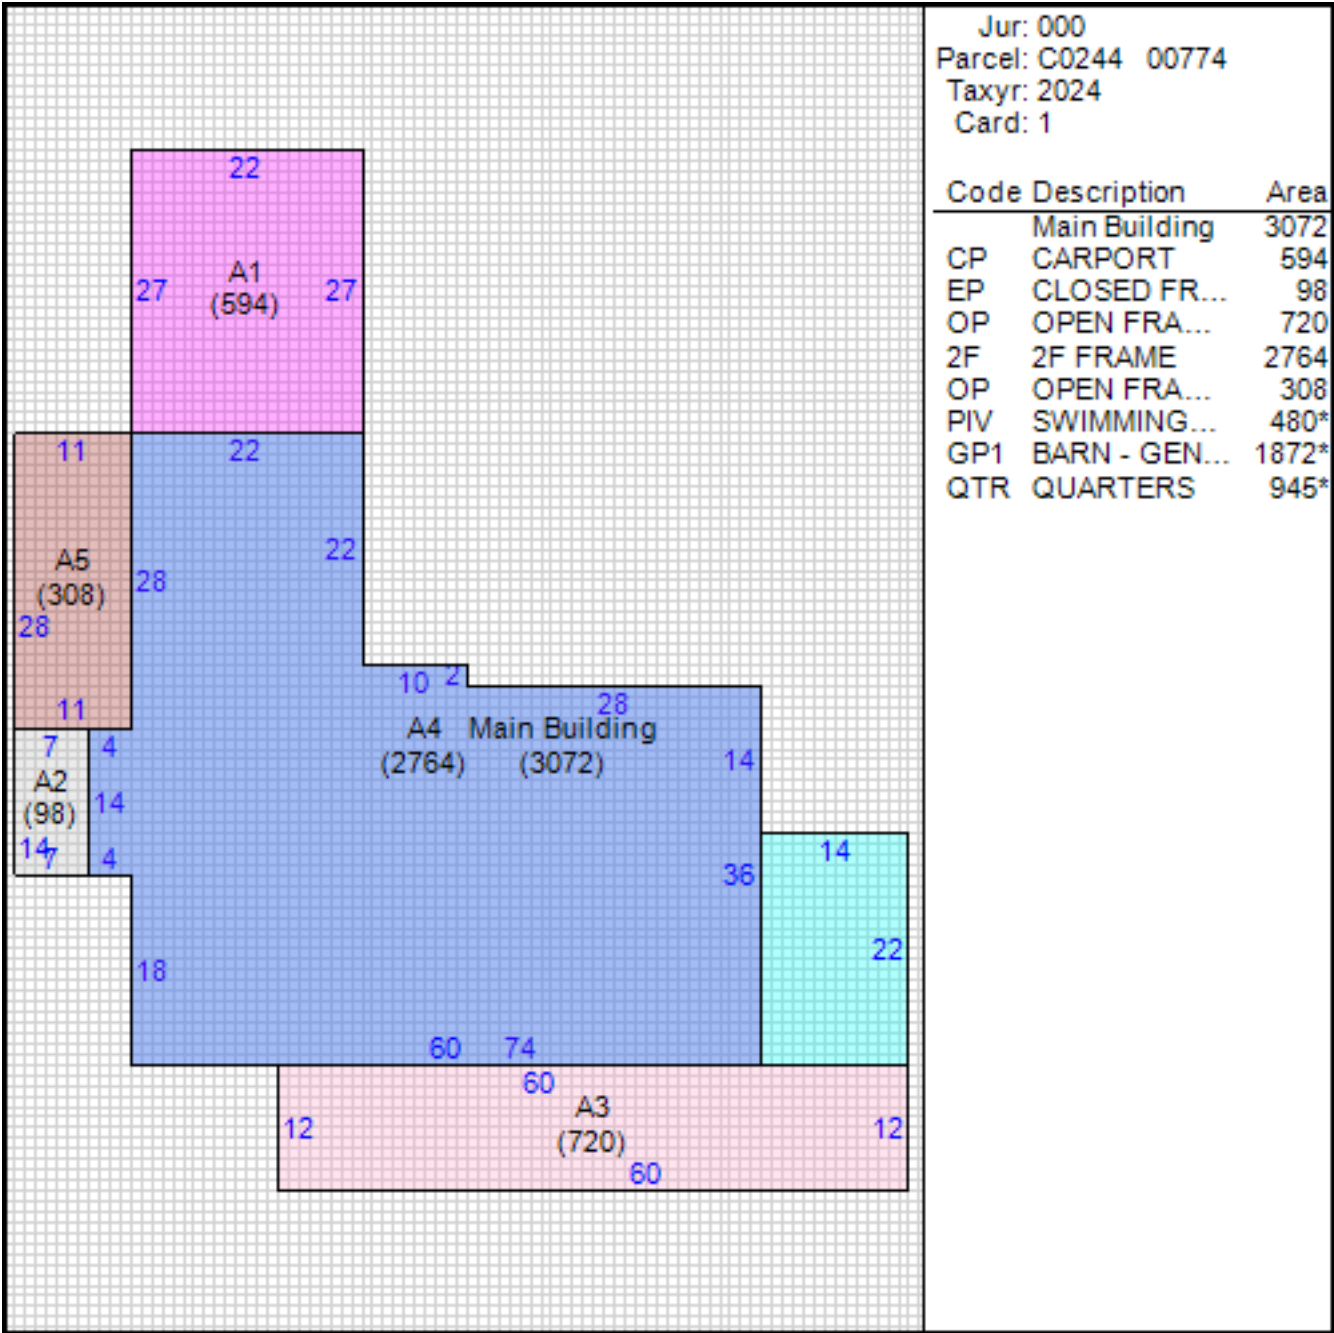 Jur: 000
Parcel: C0244 00774
Taxyr: 2024
Card: 1
Code Description Area
Main Building 3072
CP CARPORT 594
EP CLOSED FR... 98
OP OPEN FRA... 720
2F 2F FRAME 2764
OP OPEN FRA... 308
PIV SWIMMING... 480*
GP1 BARN - GEN... 1872*
QTR QUARTERS 945*
22
A1
27 (594) 27
11 22
22
A5
(308) 28
28
11
10 2
28
A4 Main Building
(2764) (3072)
7 4
14
A2
(98) 14
14 7 4
14
36
22
18
60 74
60
A3
12 (720) 12
60